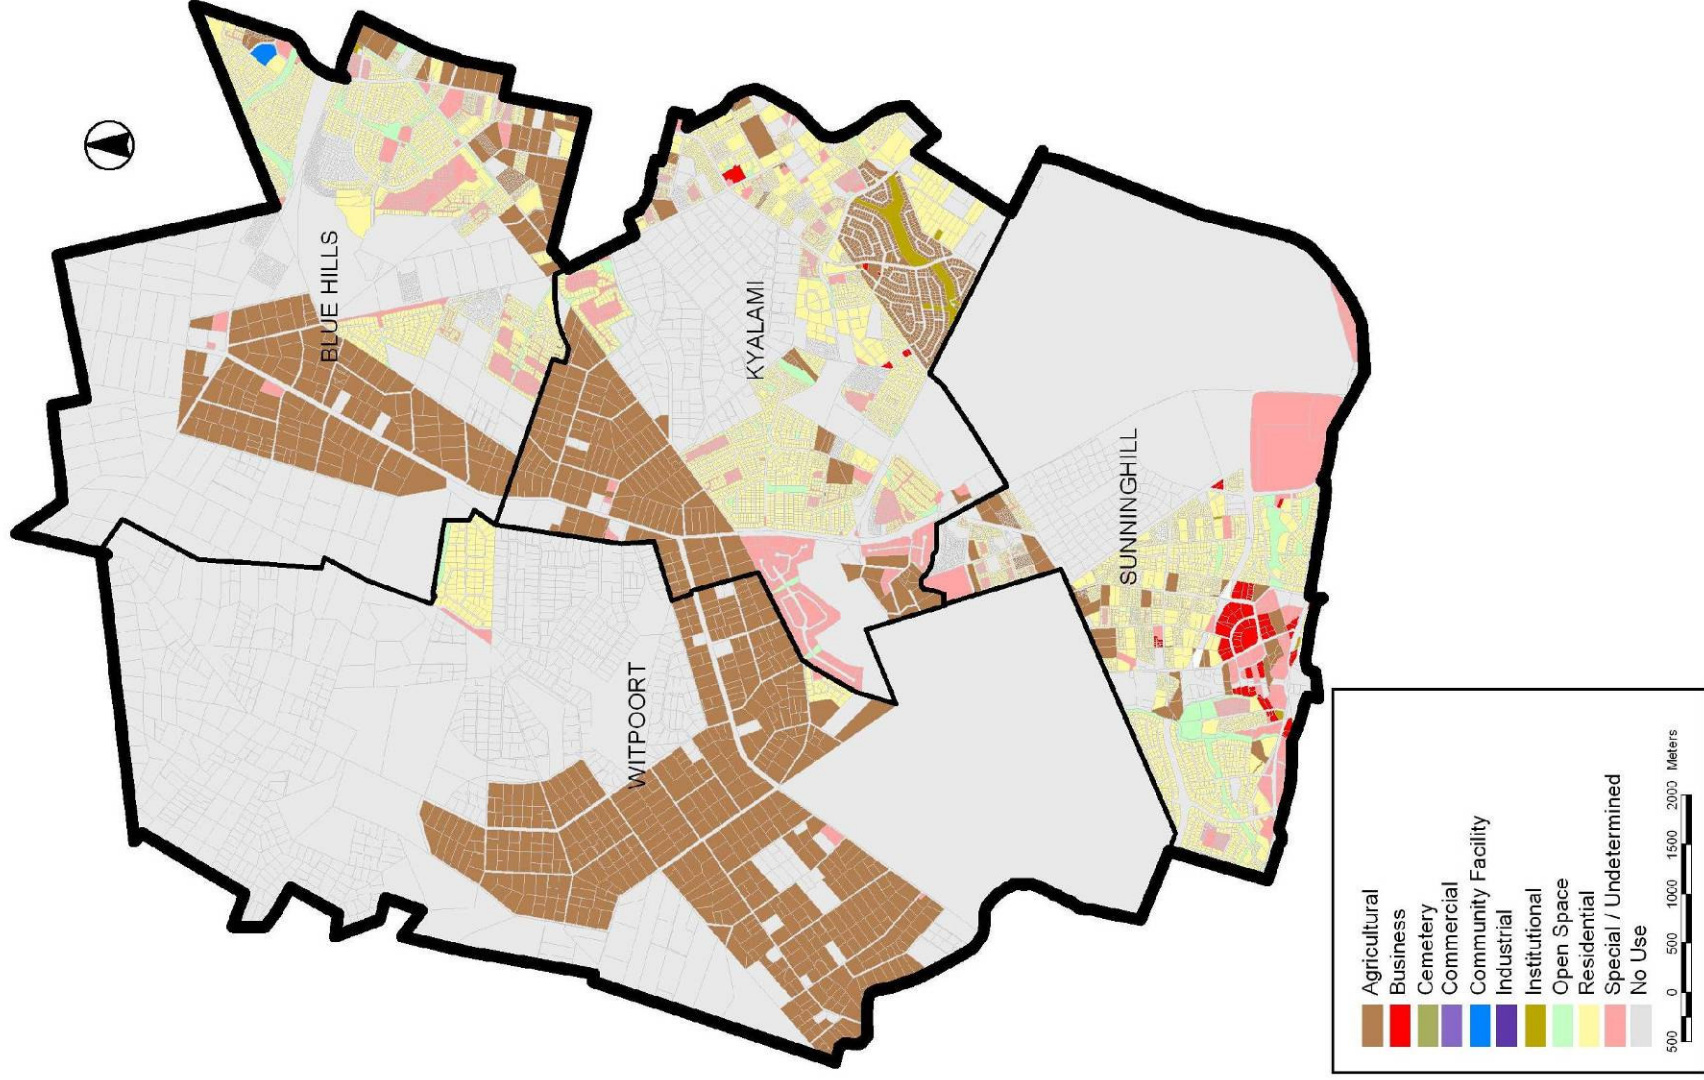 BLUE HILLS
KYALAMI
WITPOORT
SUNNINGHILL
Agricultural
Business
Cemetery
Commercial
Community Facility
Industrial
Institutional
Open Space
Residential
Special / Undetermined
No Use
500 0 500 1000 1500 2000 Meters